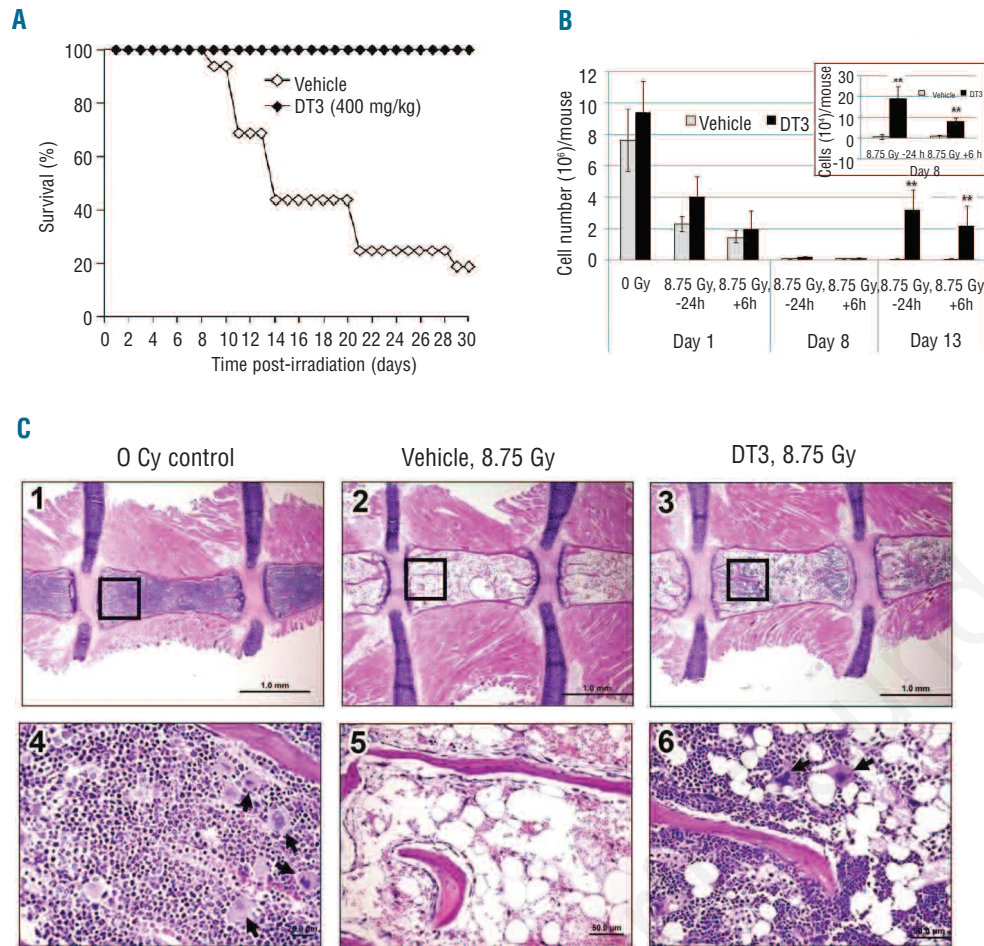 A
Survival (%)
100
80
60
40
20
0
Vehicle
DT3 (400 mg/kg)
0 2 4 6 8 10 12 14 16 18 20 22 24 26 28 30
Time post-irradiation (days)
B
Cell number (10⁶)/mouse
12
10
8
6
4
2
0
Vehicle DT3
** **
0 Gy 8.75 Gy, -24h 8.75 Gy, +6h 8.75 Gy, -24h 8.75 Gy, +6h 8.75 Gy, -24h 8.75 Gy, +6h
Day 1 Day 8 Day 13
Cells (10⁴)/mouse
30
20
10
0
-10
** **
Vehicle DT3
8.75 Gy -24 h 8.75 Gy +6 h
Day 8
C
O Cy control Vehicle, 8.75 Gy DT3, 8.75 Gy
1 2 3
1.0 mm 1.0 mm 1.0 mm
4 5 6
50.0 µm